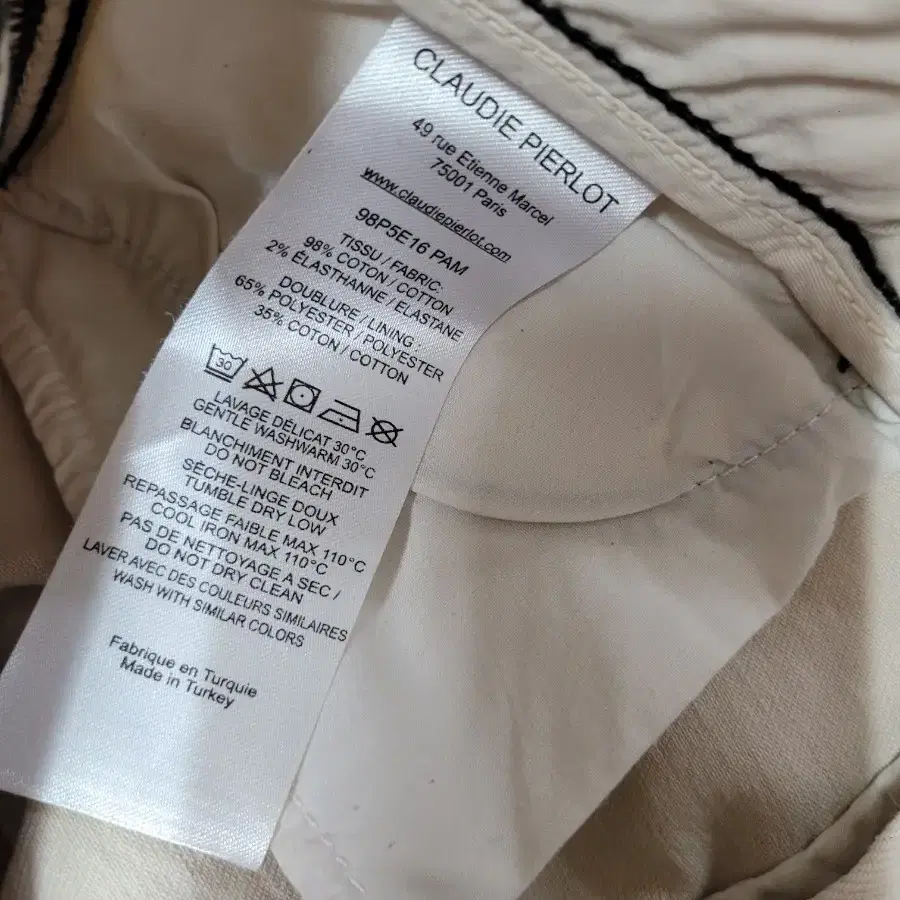 CLAUDIE PIERLOT
49 rue Etienne Marcel
75001 Paris
www.claudiepierlot.com
98P5E16 PAM
TISSU / FABRIC:
98% COTON / COTTON
2% ÉLASTHANNE / ELASTANE
DOUBLURE / LINING :
65% POLYESTER / POLYESTER
35% COTON / COTTON
30
LAVAGE DÉLICAT 30°C
GENTLE WASHWARM 30°C
BLANCHIMENT INTERDIT
DO NOT BLEACH
SÈCHE-LINGE DOUX
TUMBLE DRY LOW
REPASSAGE FAIBLE MAX 110°C
COOL IRON MAX 110°C
PAS DE NETTOYAGE A SEC /
DO NOT DRY CLEAN
LAVER AVEC DES COULEURS SIMILAIRES
WASH WITH SIMILAR COLORS
Fabrique en Turquie
Made in Turkey